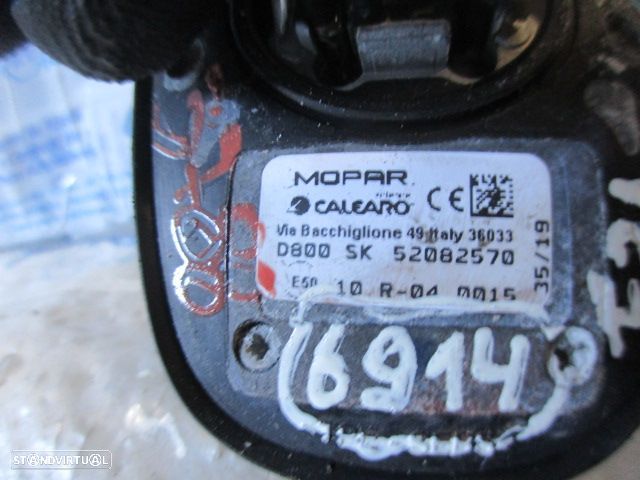 MOPAR
CALEARO
CE
Via Bacchiglione 49 Italy 36033
D800 SK 52082570
E50 10 R-04 0015
35/19
6914
STANDVIRTUAL